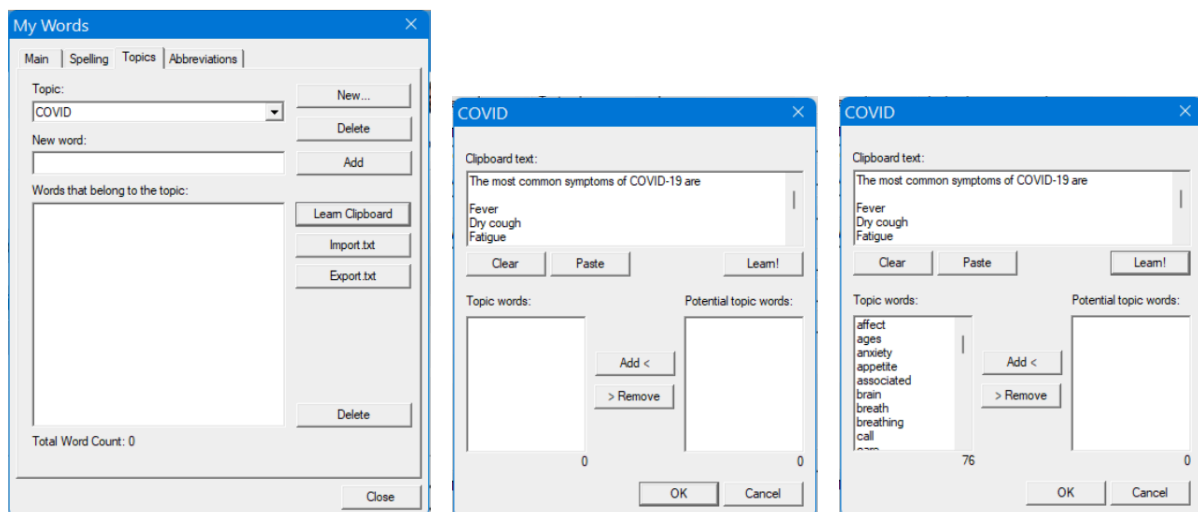 My Words
Main Spelling Topics Abbreviations
Topic:
COVID
New...
Delete
New word:
Add
Words that belong to the topic:
Learn Clipboard
Import.txt
Export.txt
Delete
Total Word Count: 0
Close
COVID
Clipboard text:
The most common symptoms of COVID-19 are
Fever
Dry cough
Fatigue
Clear Paste Learn!
Topic words: Potential topic words:
Add <
> Remove
0 0
OK Cancel
COVID
Clipboard text:
The most common symptoms of COVID-19 are
Fever
Dry cough
Fatigue
Clear Paste Learn!
Topic words: Potential topic words:
affect
ages
anxiety
appetite
associated
brain
breath
breathing
call
Add <
> Remove
76 0
OK Cancel